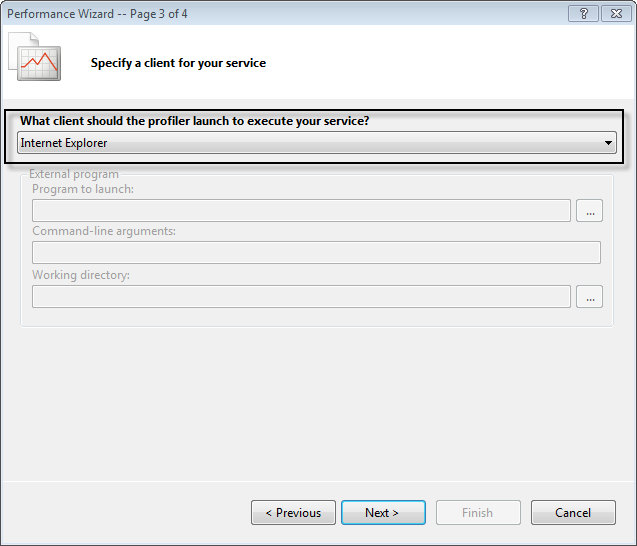 Performance Wizard -- Page 3 of 4
?
Specify a client for your service
What client should the profiler launch to execute your service?
Internet Explorer
External program
Program to launch:
...
Command-line arguments:
Working directory:
...
< Previous
Next >
Finish
Cancel